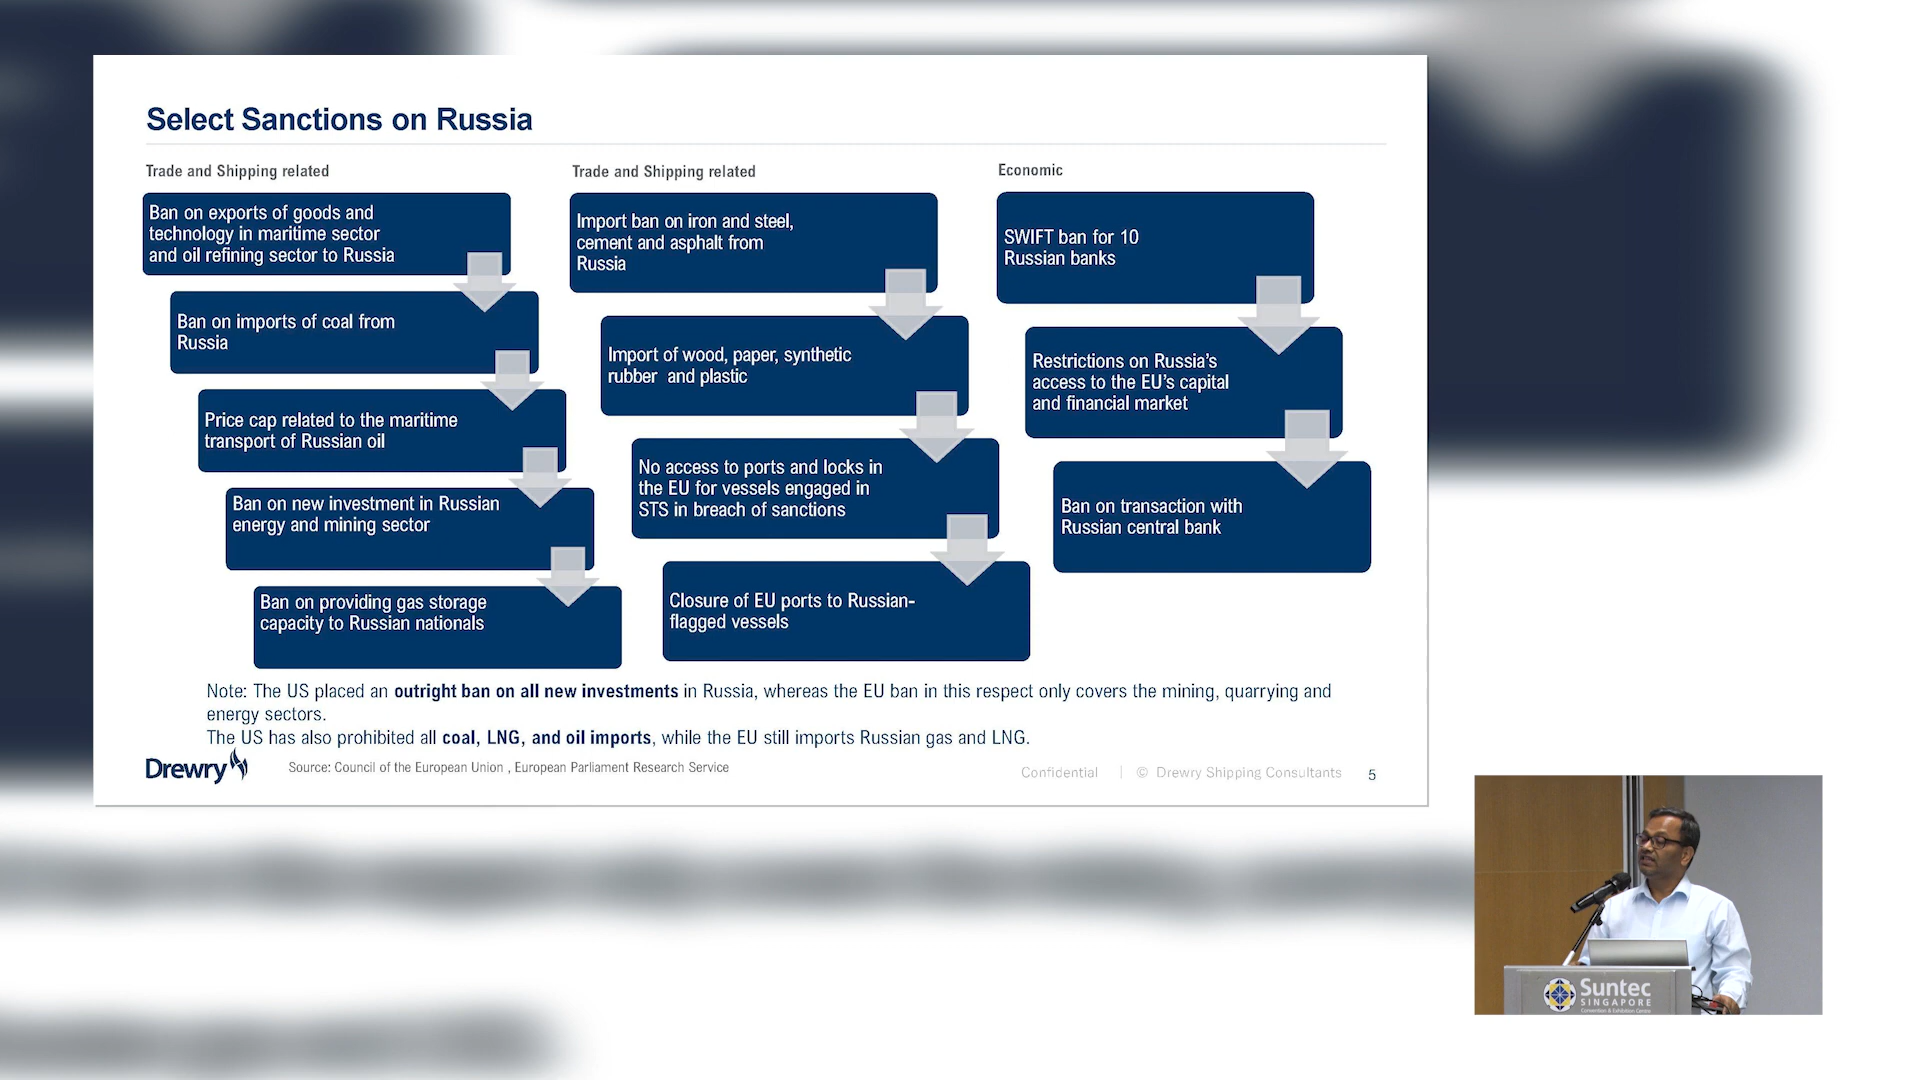 Select Sanctions on Russia
Trade and Shipping related
Ban on exports of goods and
technology in maritime sector
and oil refining sector to Russia
Ban on imports of coal from
Russia
Price cap related to the maritime
transport of Russian oil
Ban on new investment in Russian
energy and mining sector
Ban on providing gas storage
capacity to Russian nationals
Trade and Shipping related
Import ban on iron and steel,
cement and asphalt from
Russia
Import of wood, paper, synthetic
rubber and plastic
No access to ports and locks in
the EU for vessels engaged in
STS in breach of sanctions
Closure of EU ports to Russian-
flagged vessels
Economic
SWIFT ban for 10
Russian banks
Restrictions on Russia’s
access to the EU’s capital
and financial market
Ban on transaction with
Russian central bank
Note: The US placed an outright ban on all new investments in Russia, whereas the EU ban in this respect only covers the mining, quarrying and
energy sectors.
The US has also prohibited all coal, LNG, and oil imports, while the EU still imports Russian gas and LNG.
Drewry
Source: Council of the European Union , European Parliament Research Service
Confidential | © Drewry Shipping Consultants 5
Suntec
SINGAPORE
Convention & Exhibition Centre